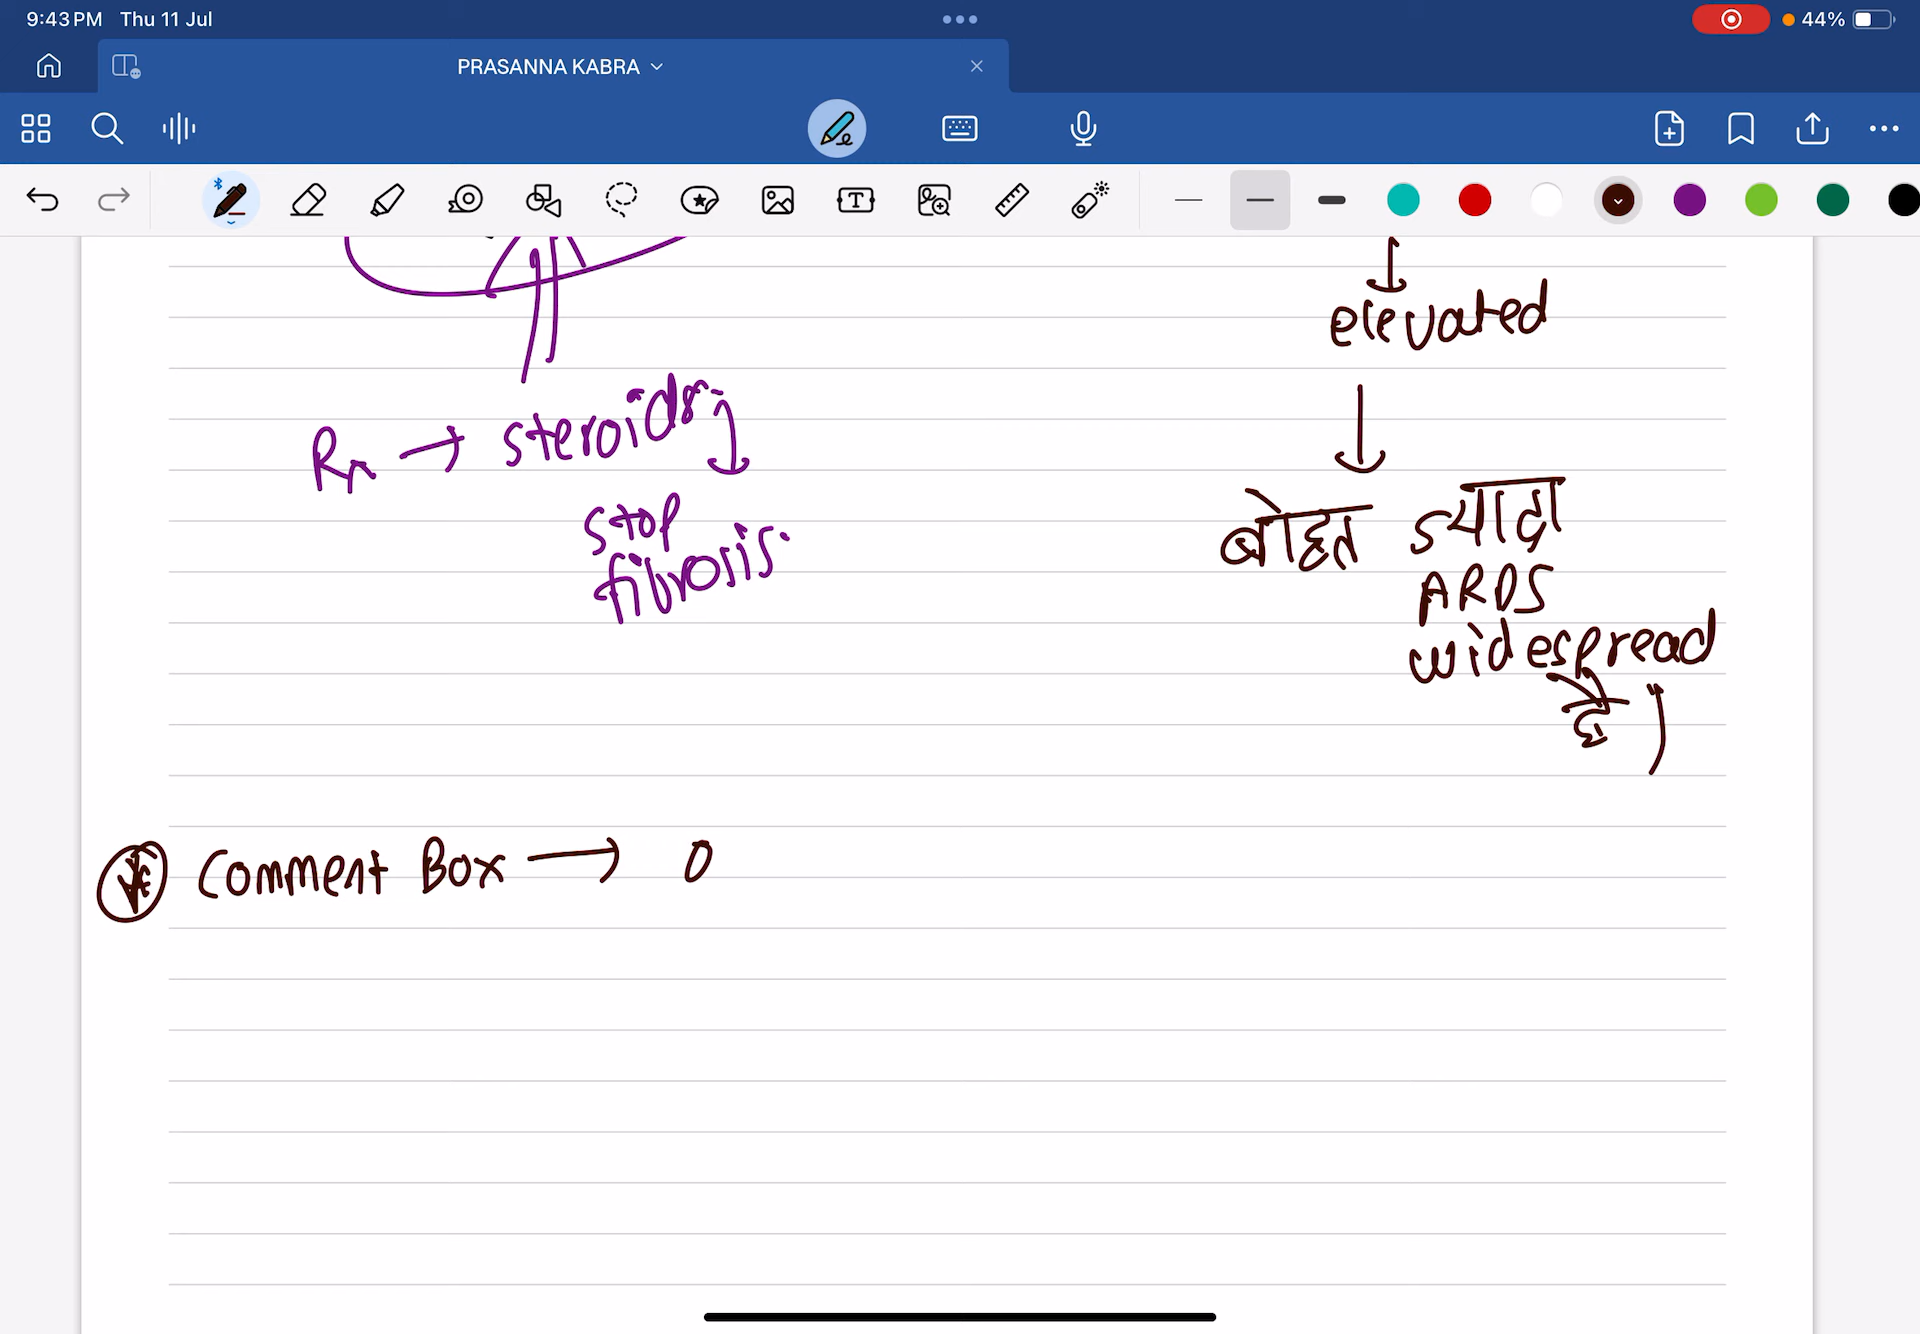 9:43 PM Thu 11 Jul
44%
PRASANNA KABRA
elevated
Rx → steroids
stop
fibrosis
बोहत ज्यादा
ARDS
widespread
है
Comment Box → 0